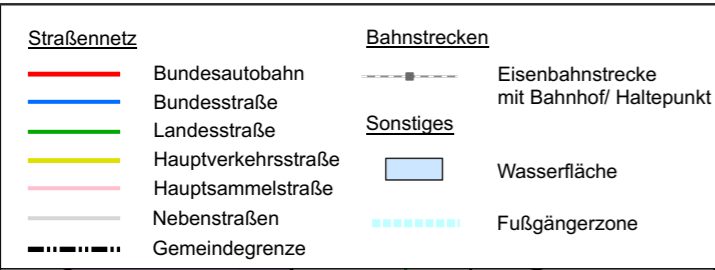 Straßennetz
Bundesautobahn
Bundesstraße
Landesstraße
Hauptverkehrsstraße
Hauptsammelstraße
Nebenstraßen
Gemeindegrenze
Bahnstrecken
Eisenbahnstrecke
mit Bahnhof/ Haltepunkt
Sonstiges
Wasserfläche
Fußgängerzone